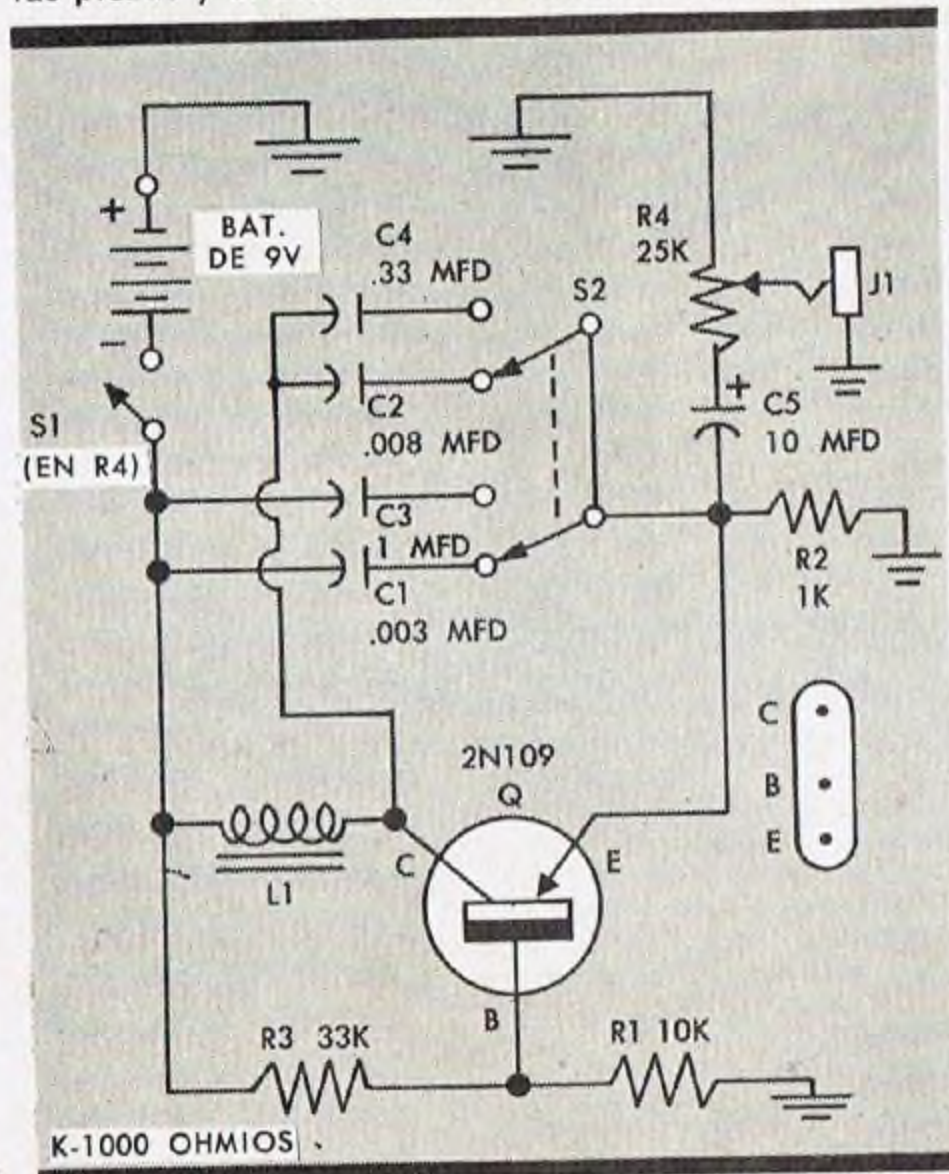 +
BAT.
DE 9V
−
S1
(EN R4)
C4
.33 MFD
C2
.008 MFD
C3
1 MFD
C1
.003 MFD
S2
R4
25K
J1
+
C5
10 MFD
R2
1K
C
B
E
2N109
Q
C
E
B
L1
R3 33K
R1 10K
K-1000 OHMIOS